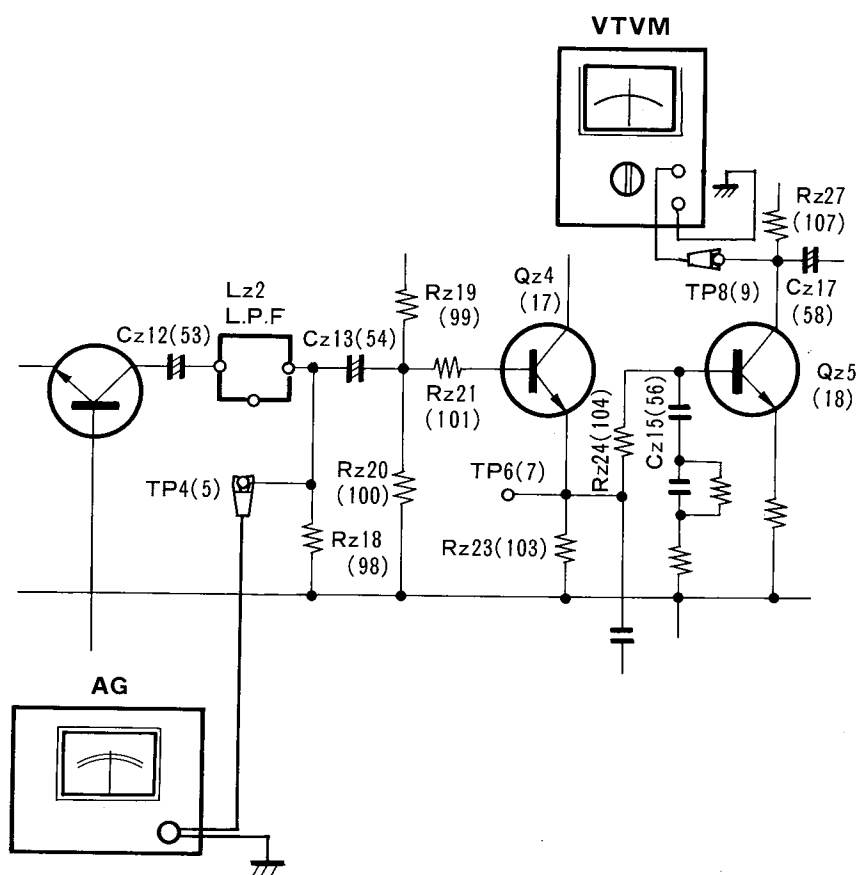 VTVM
Rz27
(107)
TP8(9)
Cz17
(58)
Qz4
(17)
Lz2
L.P.F
Rz19
(99)
Cz12(53)
Cz13(54)
Rz21
(101)
Qz5
(18)
Rz24(104)
Cz15(56)
TP4(5)
Rz20
(100)
TP6(7)
Rz18
(98)
Rz23(103)
AG